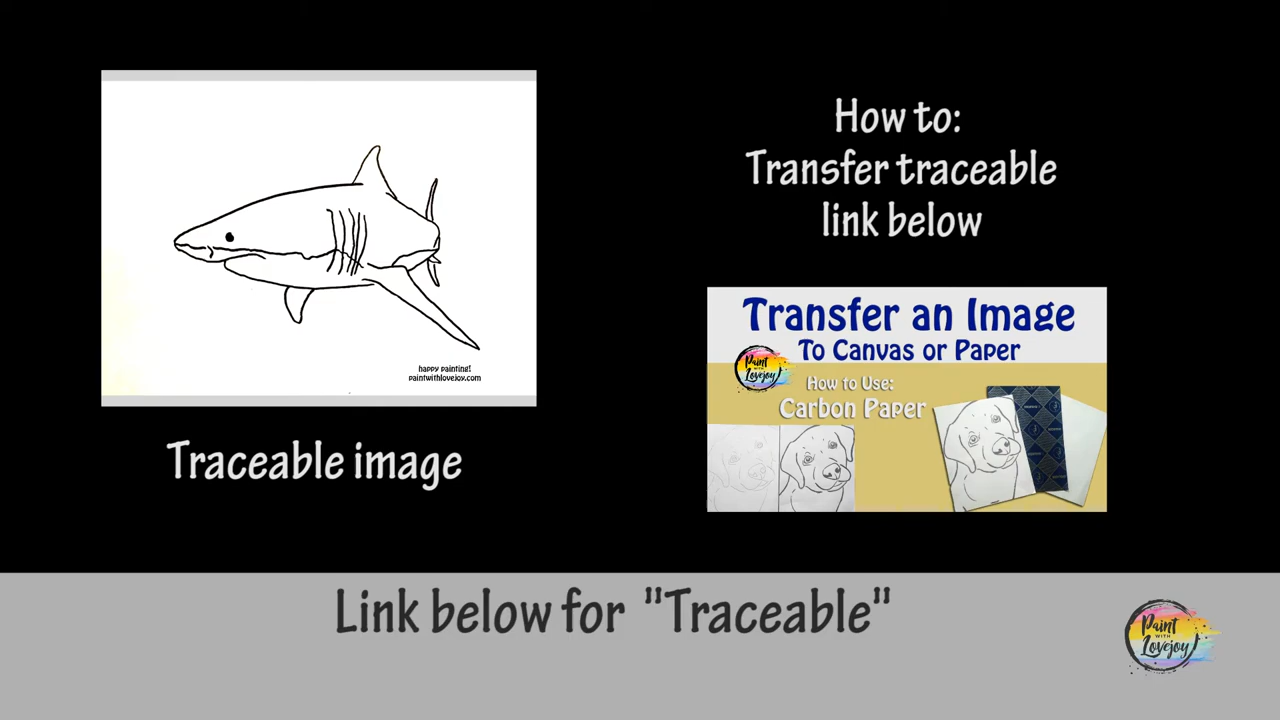 happy painting!
paintwithlovejoy.com
Traceable image
How to:
Transfer traceable
link below
Transfer an Image
To Canvas or Paper
Paint
WITH
Lovejoy
How to Use:
Carbon Paper
Link below for "Traceable"
Paint
WITH
Lovejoy